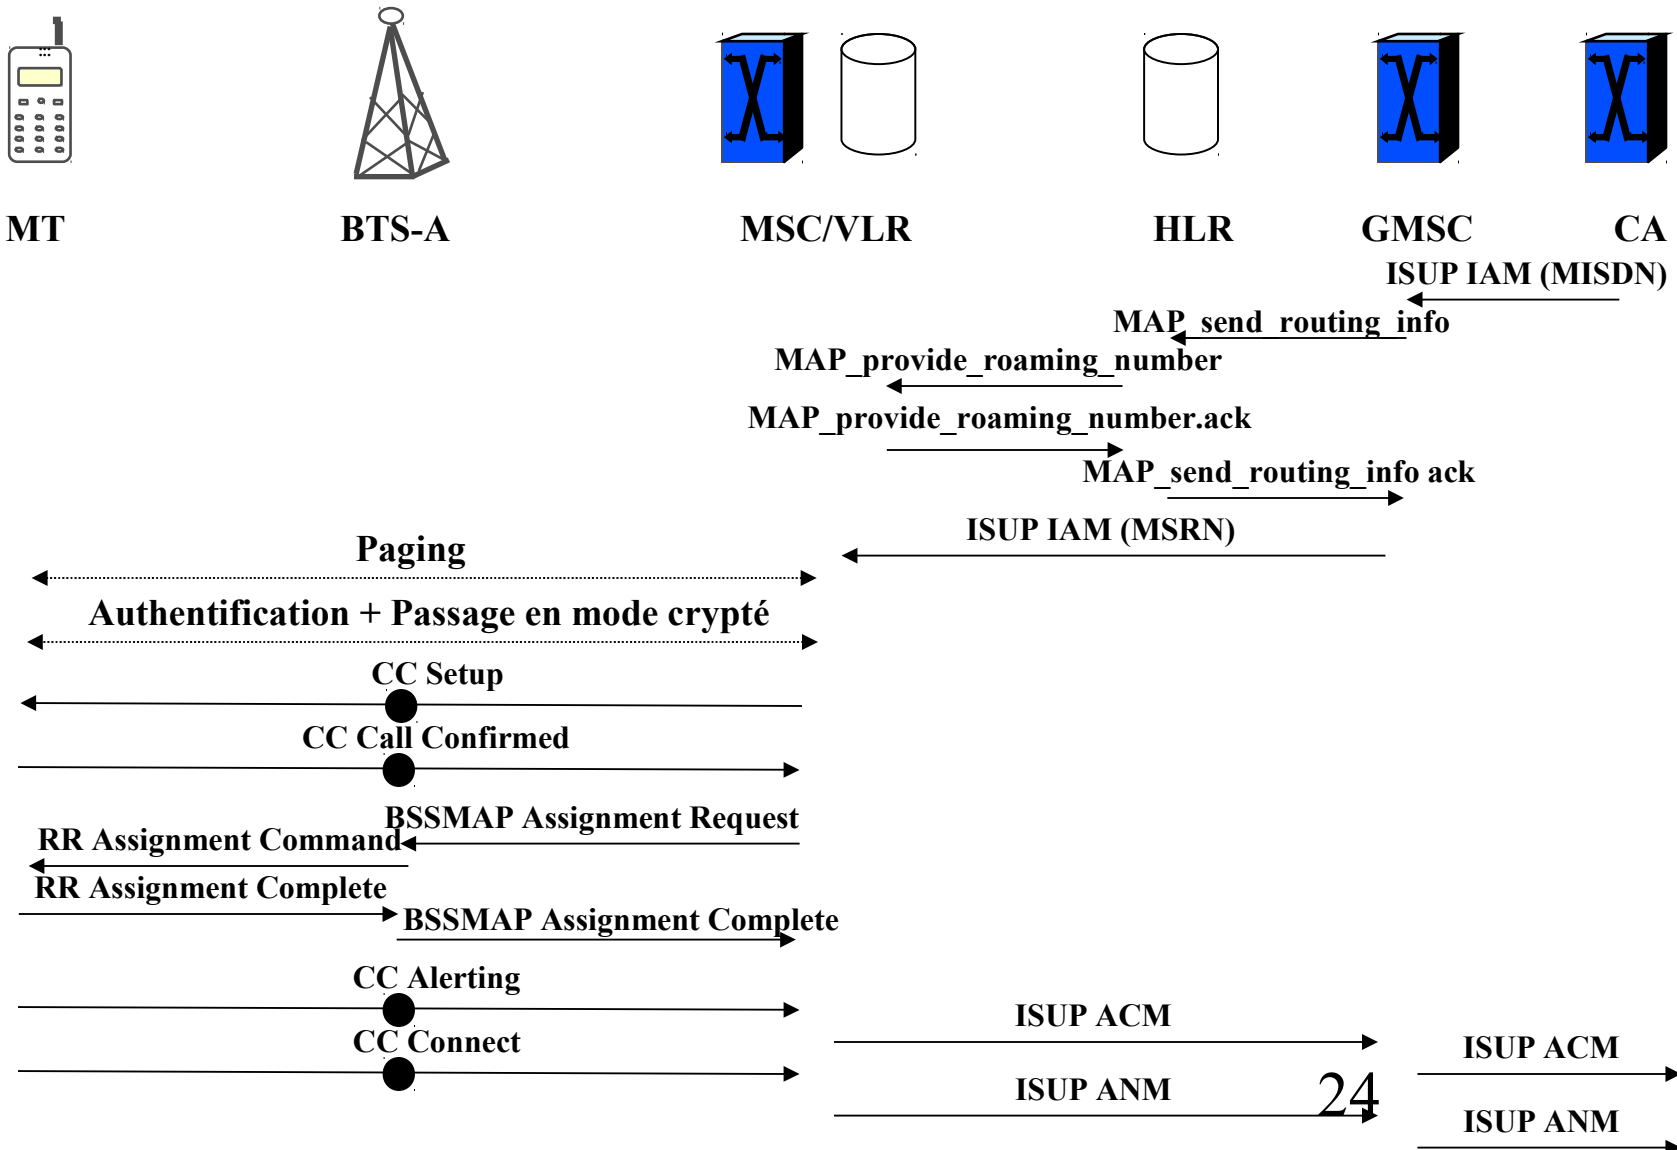 MT
BTS-A
MSC/VLR
HLR
GMSC
CA
ISUP IAM (MISDN)
MAP_send_routing_info
MAP_provide_roaming_number
MAP_provide_roaming_number.ack
MAP_send_routing_info ack
ISUP IAM (MSRN)
Paging
Authentification + Passage en mode crypté
CC Setup
CC Call Confirmed
BSSMAP Assignment Request
RR Assignment Command
RR Assignment Complete
BSSMAP Assignment Complete
CC Alerting
ISUP ACM
CC Connect
ISUP ACM
ISUP ANM
24
ISUP ANM